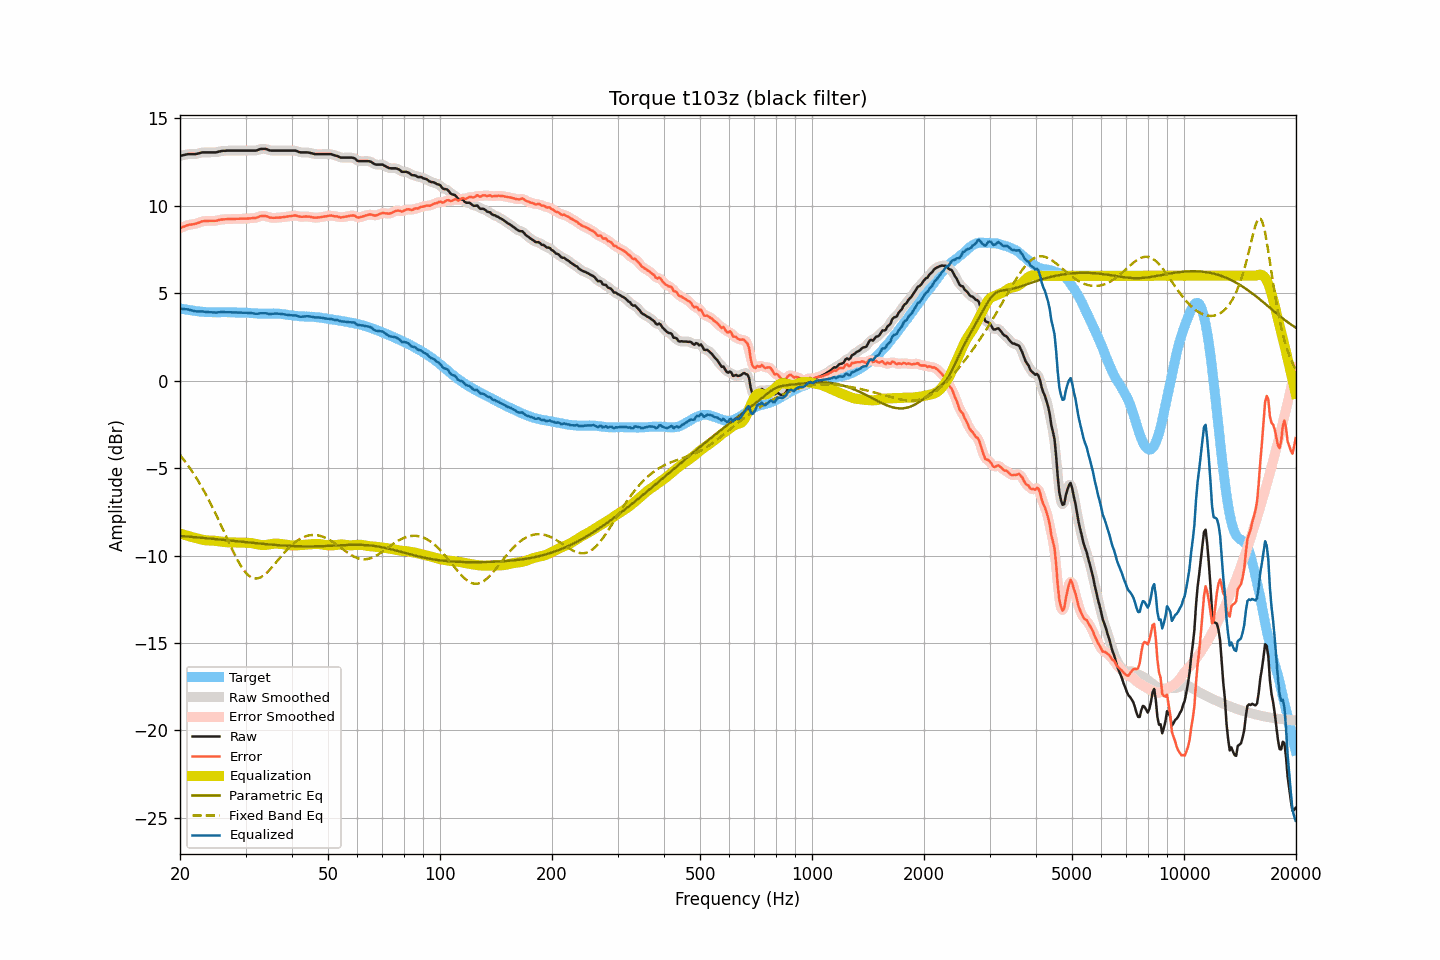 Torque t103z (black filter)
15
10
5
0
−5
−10
−15
−20
−25
Amplitude (dBr)
Target
Raw Smoothed
Error Smoothed
Raw
Error
Equalization
Parametric Eq
Fixed Band Eq
Equalized
20 50 100 200 500 1000 2000 5000 10000 20000
Frequency (Hz)